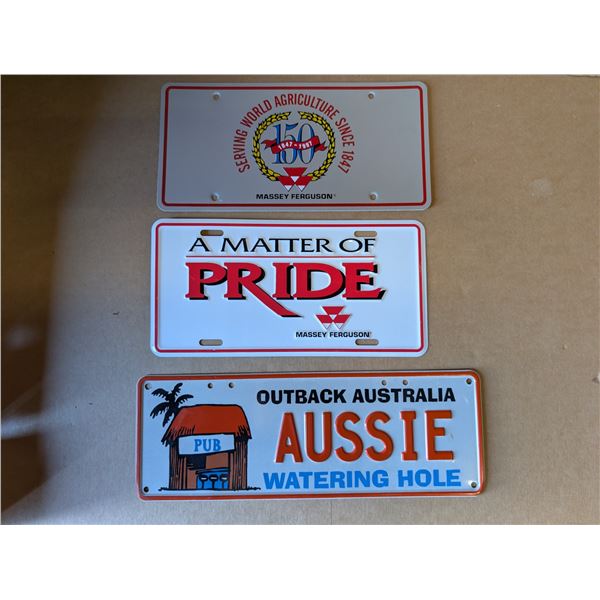 SERVING WORLD AGRICULTURE SINCE 1847
150
1847 • 1997
MASSEY FERGUSON
A MATTER OF
PRIDE
MASSEY FERGUSON
OUTBACK AUSTRALIA
PUB
AUSSIE
WATERING HOLE